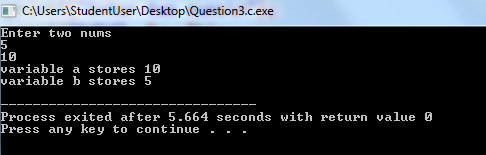 C:\Users\StudentUser\Desktop\Question3.c.exe
Enter two nums
5
10
variable a stores 10
variable b stores 5
--------------------------------
Process exited after 5.664 seconds with return value 0
Press any key to continue . . .